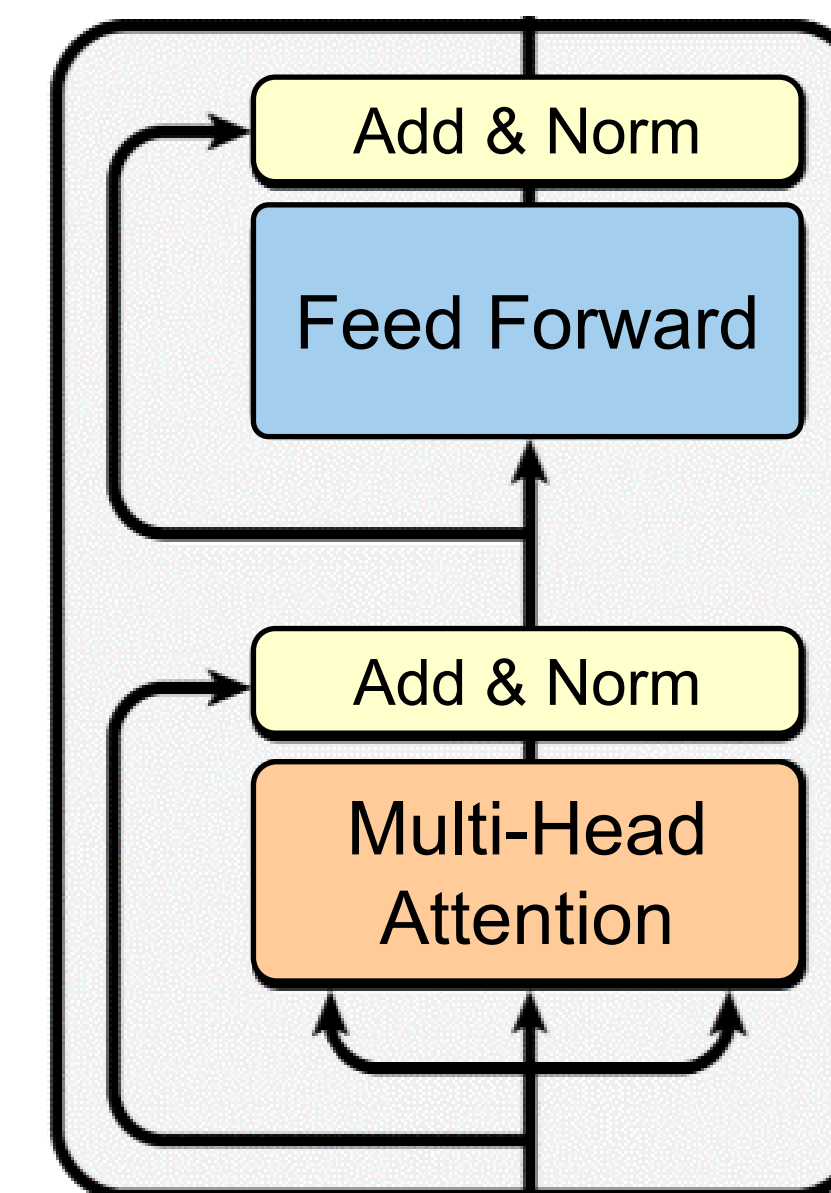 Add & Norm
Feed Forward
Add & Norm
Multi-Head
Attention